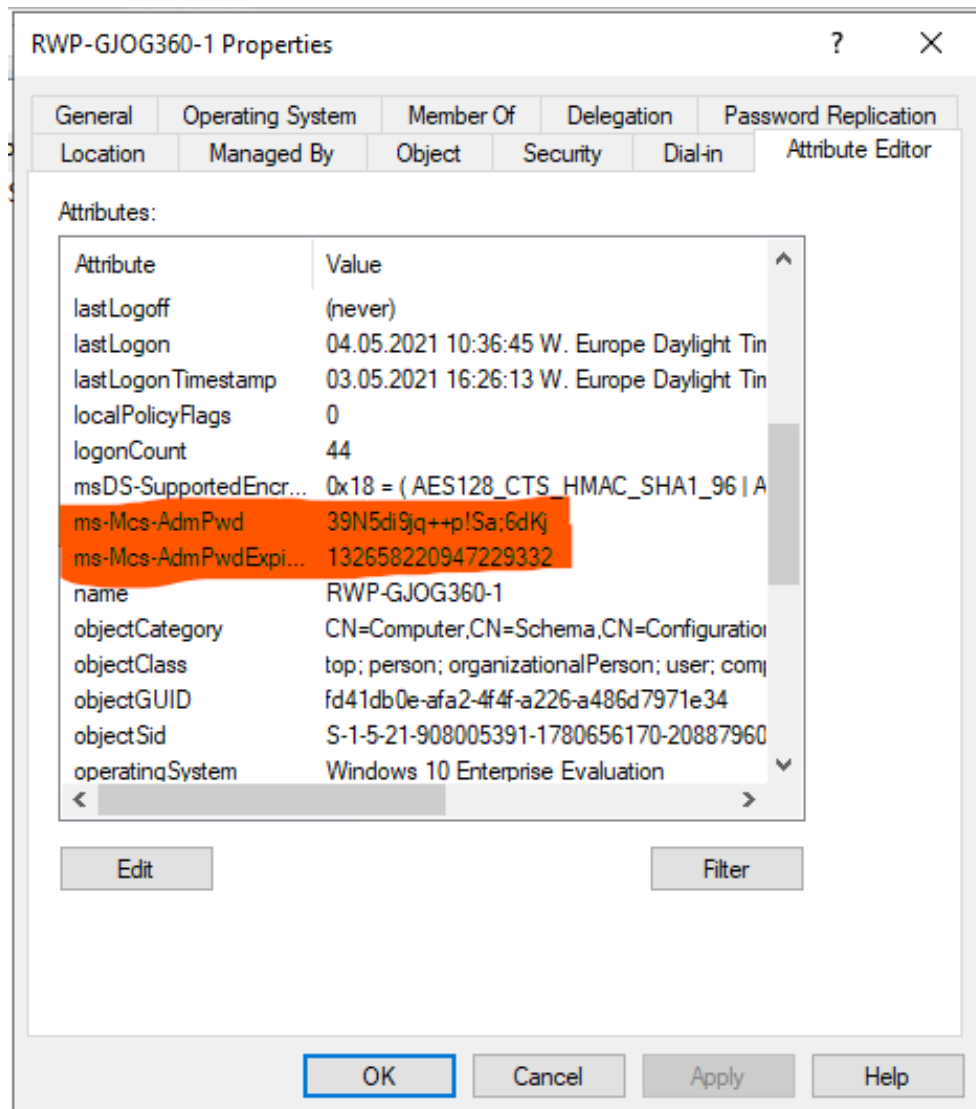 RWP-GJOG360-1 Properties ? ×
General Operating System Member Of Delegation Password Replication
Location Managed By Object Security Dial-in Attribute Editor
Attributes:
Attribute Value
lastLogoff (never)
lastLogon 04.05.2021 10:36:45 W. Europe Daylight Tim
lastLogonTimestamp 03.05.2021 16:26:13 W. Europe Daylight Tim
localPolicyFlags 0
logonCount 44
msDS-SupportedEncr... 0x18 = ( AES128_CTS_HMAC_SHA1_96 | A
ms-Mcs-AdmPwd 39N5di9jq++p!Sa;6dKj
ms-Mcs-AdmPwdExpi... 132658220947229332
name RWP-GJOG360-1
objectCategory CN=Computer,CN=Schema,CN=Configuration
objectClass top; person; organizationalPerson; user; comp
objectGUID fd41db0e-afa2-4f4f-a226-a486d7971e34
objectSid S-1-5-21-908005391-1780656170-20887960
operatingSystem Windows 10 Enterprise Evaluation
Edit Filter
OK Cancel Apply Help